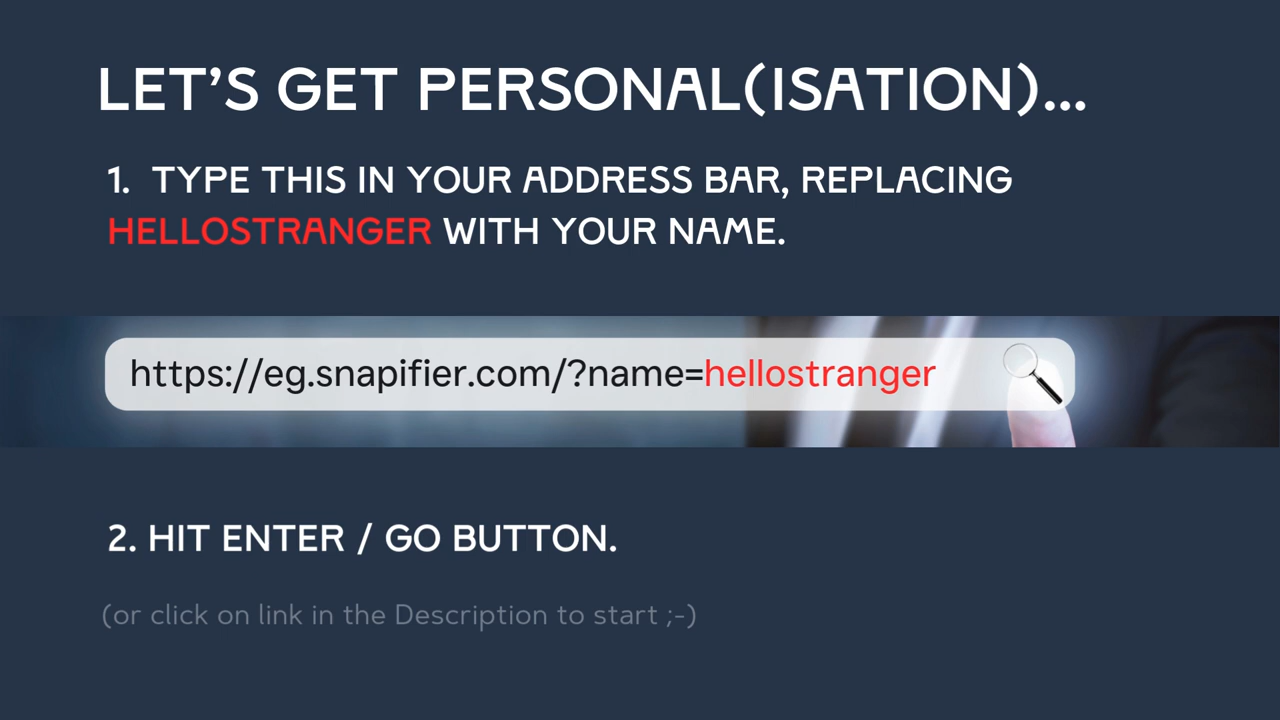 LET'S GET PERSONAL(ISATION)...
1. TYPE THIS IN YOUR ADDRESS BAR, REPLACING
HELLOSTRANGER WITH YOUR NAME.
https://eg.snapifier.com/?name=hellostranger
2. HIT ENTER / GO BUTTON.
(or click on link in the Description to start ;-)